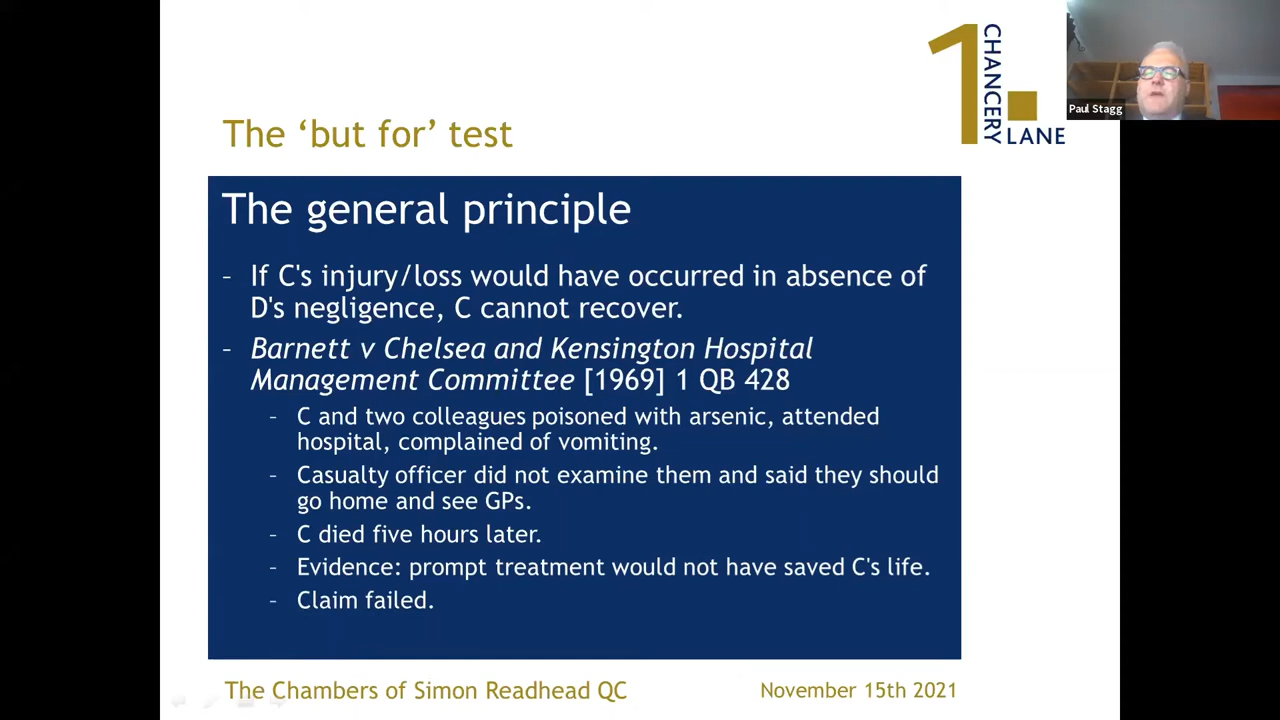 1 CHANCERY LANE
Paul Stagg
The ‘but for’ test
The general principle
- If C's injury/loss would have occurred in absence of
D's negligence, C cannot recover.
- Barnett v Chelsea and Kensington Hospital
Management Committee [1969] 1 QB 428
- C and two colleagues poisoned with arsenic, attended
hospital, complained of vomiting.
- Casualty officer did not examine them and said they should
go home and see GPs.
- C died five hours later.
- Evidence: prompt treatment would not have saved C's life.
- Claim failed.
The Chambers of Simon Readhead QC
November 15th 2021